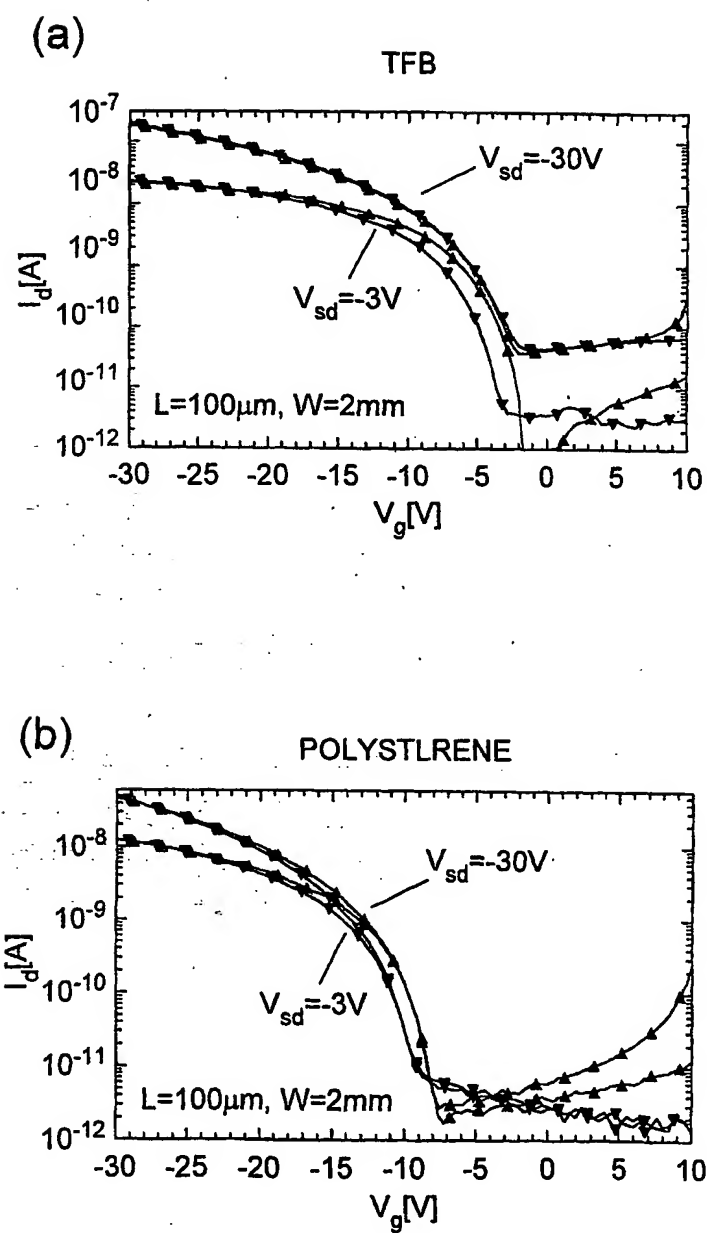 (a)
TFB
10⁻⁷
10⁻⁸
10⁻⁹
10⁻¹⁰
10⁻¹¹
10⁻¹²
I_d[A]
V_sd=-30V
V_sd=-3V
L=100μm, W=2mm
-30 -25 -20 -15 -10 -5 0 5 10
V_g[V]
(b)
POLYSTLRENE
10⁻⁸
10⁻⁹
10⁻¹⁰
10⁻¹¹
10⁻¹²
I_d[A]
V_sd=-30V
V_sd=-3V
L=100μm, W=2mm
-30 -25 -20 -15 -10 -5 0 5 10
V_g[V]